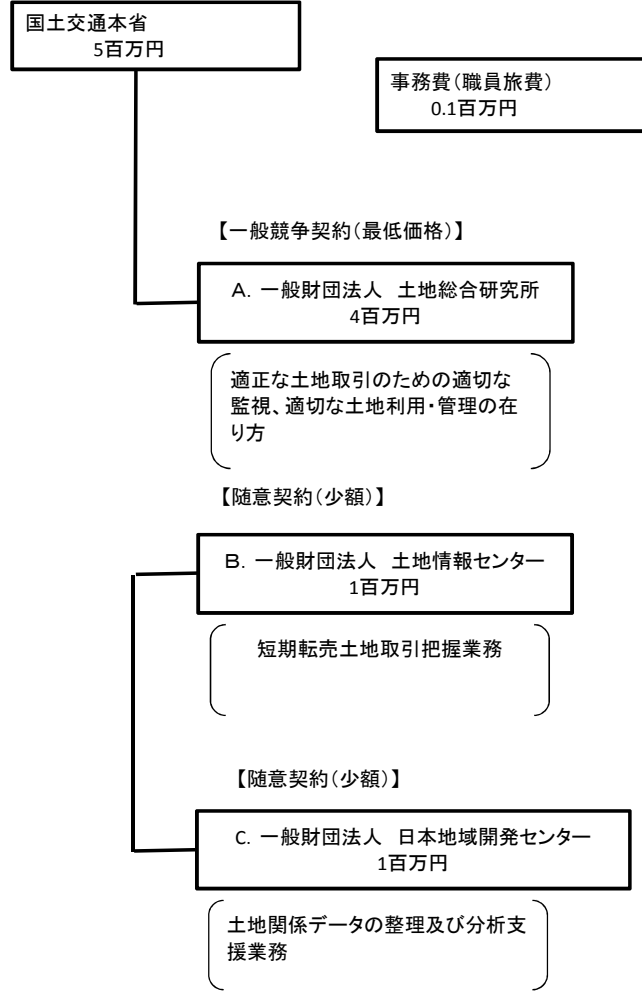 国土交通本省
5百万円
事務費(職員旅費)
0.1百万円
【一般競争契約(最低価格)】
A. 一般財団法人　土地総合研究所
4百万円
適正な土地取引のための適切な
監視、適切な土地利用・管理の在
り方
【随意契約(少額)】
B. 一般財団法人　土地情報センター
1百万円
短期転売土地取引把握業務
【随意契約(少額)】
C. 一般財団法人　日本地域開発センター
1百万円
土地関係データの整理及び分析支
援業務